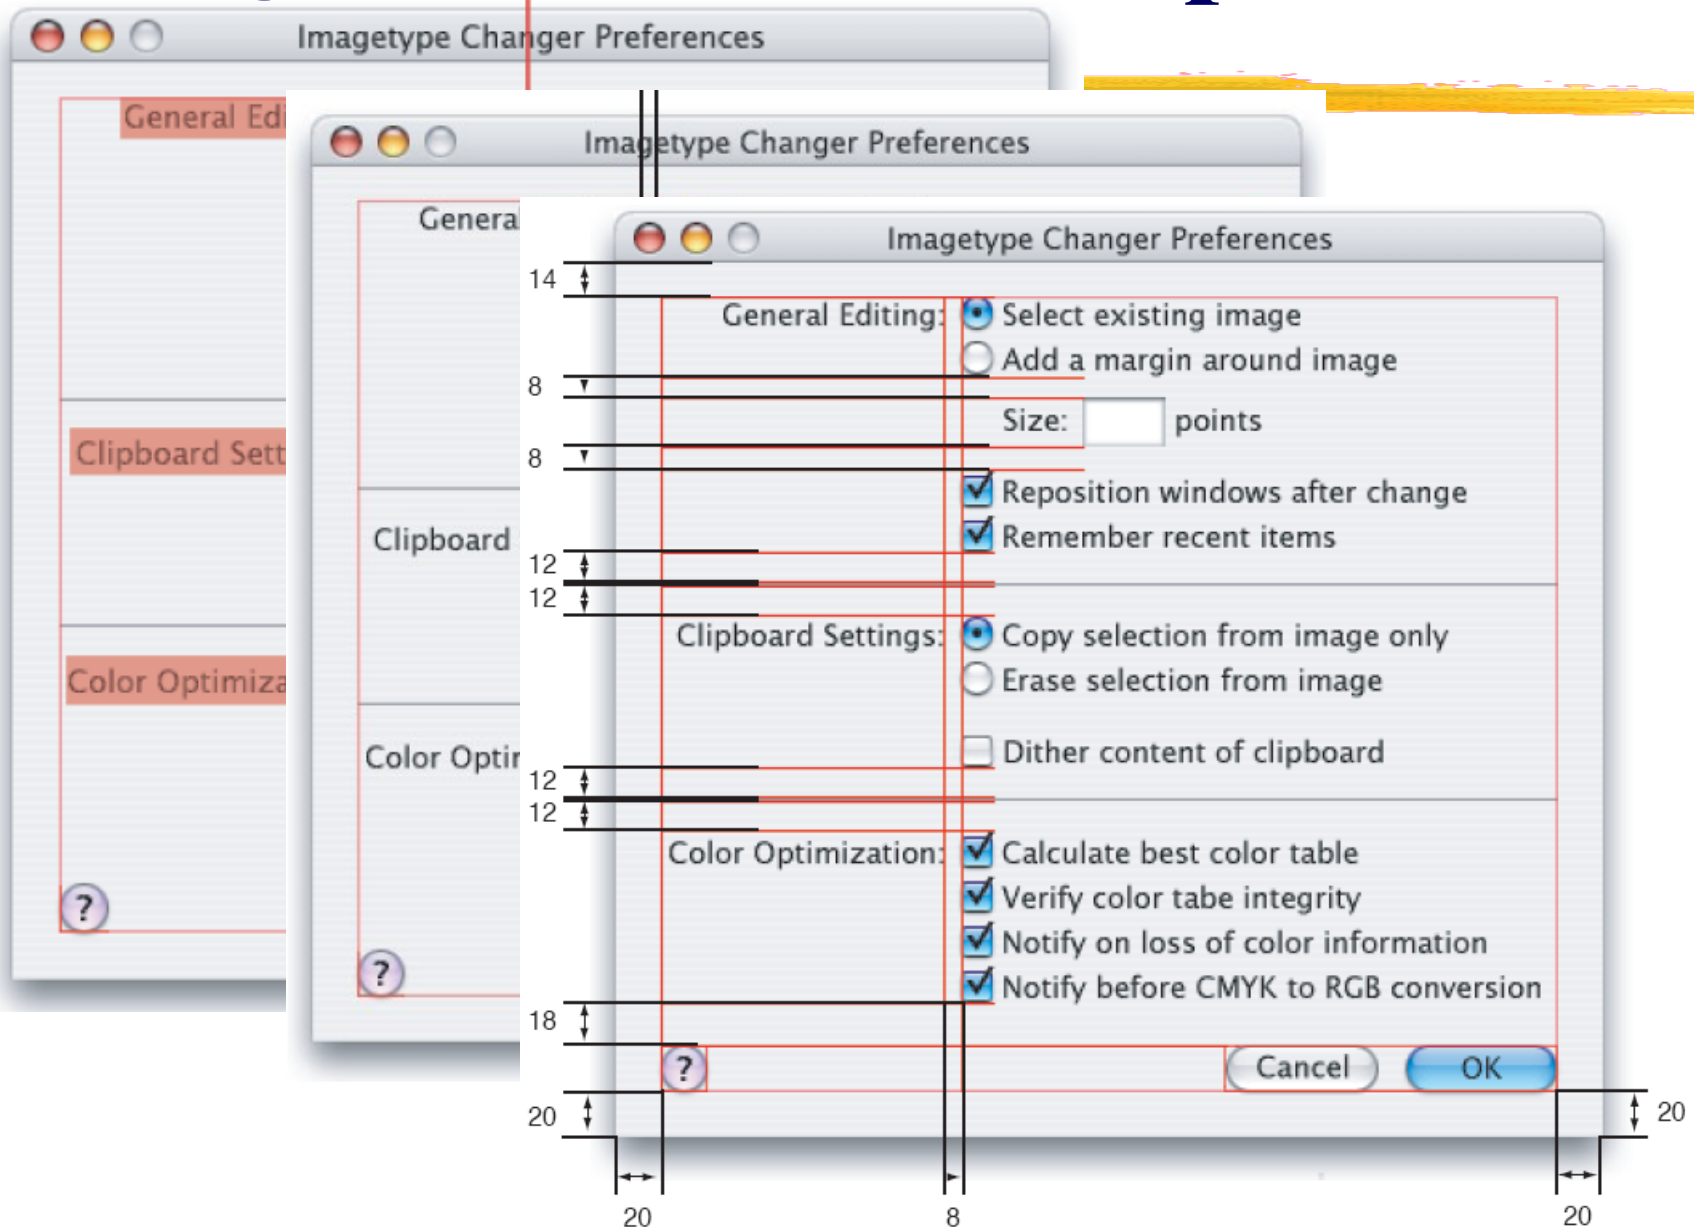 Imagetype Changer Preferences
General Edi
Clipboard Sett
Color Optimiza
?
Imagetype Changer Preferences
General
Clipboard
Color Optim
?
Imagetype Changer Preferences
14
General Editing: Select existing image
Add a margin around image
8
Size: points
8
Reposition windows after change
Remember recent items
12
12
Clipboard Settings: Copy selection from image only
Erase selection from image
Dither content of clipboard
12
12
Color Optimization: Calculate best color table
Verify color tabe integrity
Notify on loss of color information
Notify before CMYK to RGB conversion
18
? Cancel OK
20
20
20
8
20